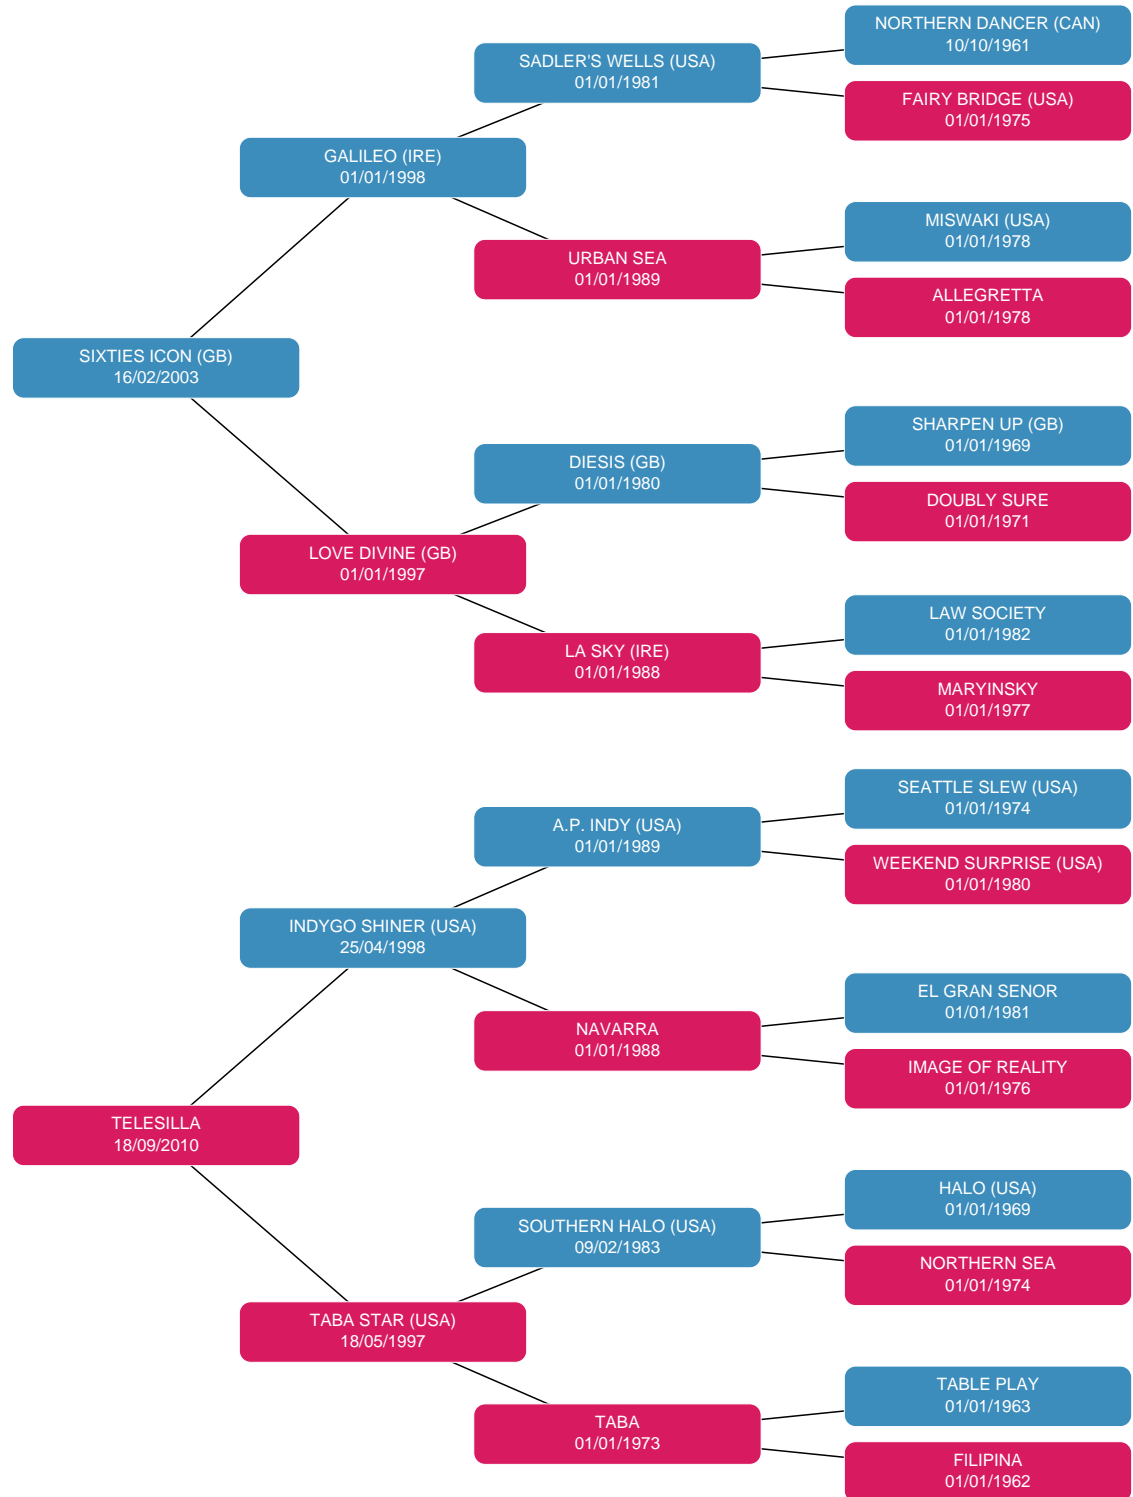 NORTHERN DANCER (CAN)
10/10/1961
SADLER'S WELLS (USA)
01/01/1981
FAIRY BRIDGE (USA)
01/01/1975
GALILEO (IRE)
01/01/1998
MISWAKI (USA)
01/01/1978
URBAN SEA
01/01/1989
ALLEGRETTA
01/01/1978
SIXTIES ICON (GB)
16/02/2003
SHARPEN UP (GB)
01/01/1969
DIESIS (GB)
01/01/1980
DOUBLY SURE
01/01/1971
LOVE DIVINE (GB)
01/01/1997
LAW SOCIETY
01/01/1982
LA SKY (IRE)
01/01/1988
MARYINSKY
01/01/1977
SEATTLE SLEW (USA)
01/01/1974
A.P. INDY (USA)
01/01/1989
WEEKEND SURPRISE (USA)
01/01/1980
INDYGO SHINER (USA)
25/04/1998
EL GRAN SENOR
01/01/1981
NAVARRA
01/01/1988
IMAGE OF REALITY
01/01/1976
TELESILLA
18/09/2010
HALO (USA)
01/01/1969
SOUTHERN HALO (USA)
09/02/1983
NORTHERN SEA
01/01/1974
TABA STAR (USA)
18/05/1997
TABLE PLAY
01/01/1963
TABA
01/01/1973
FILIPINA
01/01/1962